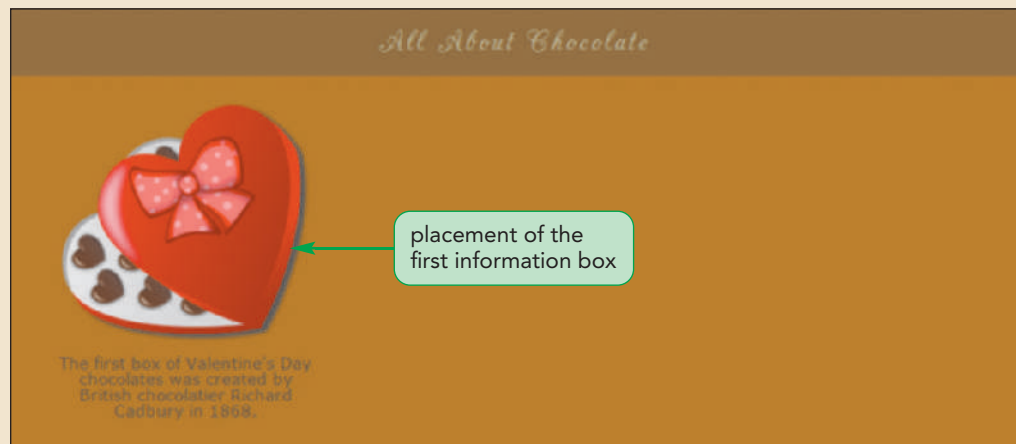 All About Chocolate
placement of the
first information box
The first box of Valentine's Day
chocolates was created by
British chocolatier Richard
Cadbury in 1868.